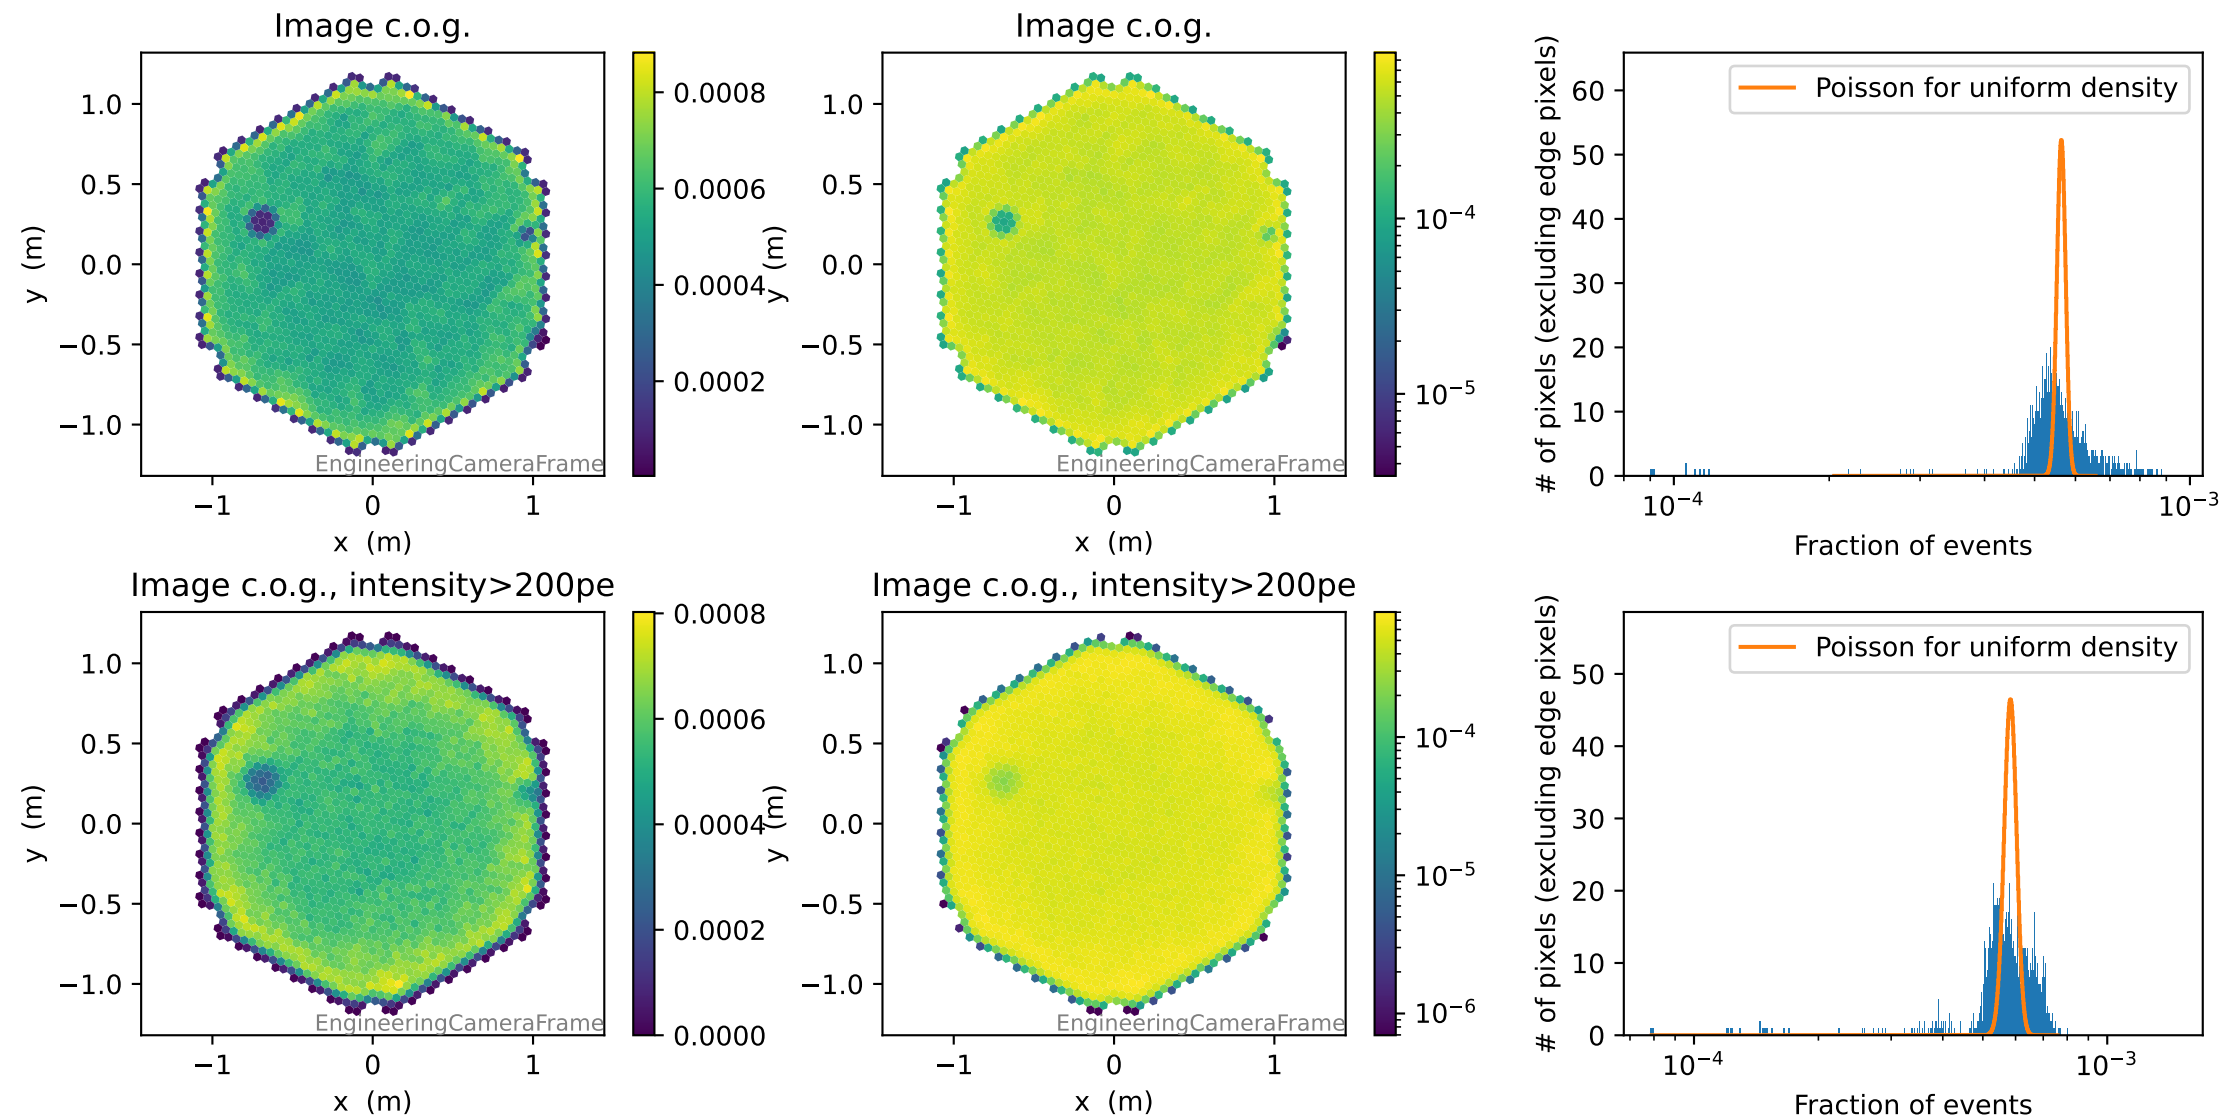 Image c.o.g.
1.0
0.5
0.0
−0.5
−1.0
y (m)
−1
0
1
x (m)
EngineeringCameraFrame
0.0008
0.0006
0.0004
0.0002
Image c.o.g.
1.0
0.5
0.0
−0.5
−1.0
y (m)
−1
0
1
x (m)
EngineeringCameraFrame
10⁻⁴
10⁻⁵
# of pixels (excluding edge pixels)
60
50
40
30
20
10
0
10⁻⁴
10⁻³
Fraction of events
Poisson for uniform density
Image c.o.g., intensity>200pe
1.0
0.5
0.0
−0.5
−1.0
y (m)
−1
0
1
x (m)
EngineeringCameraFrame
0.0008
0.0006
0.0004
0.0002
0.0000
Image c.o.g., intensity>200pe
1.0
0.5
0.0
−0.5
−1.0
y (m)
−1
0
1
x (m)
EngineeringCameraFrame
10⁻⁴
10⁻⁵
10⁻⁶
# of pixels (excluding edge pixels)
50
40
30
20
10
0
10⁻⁴
10⁻³
Fraction of events
Poisson for uniform density